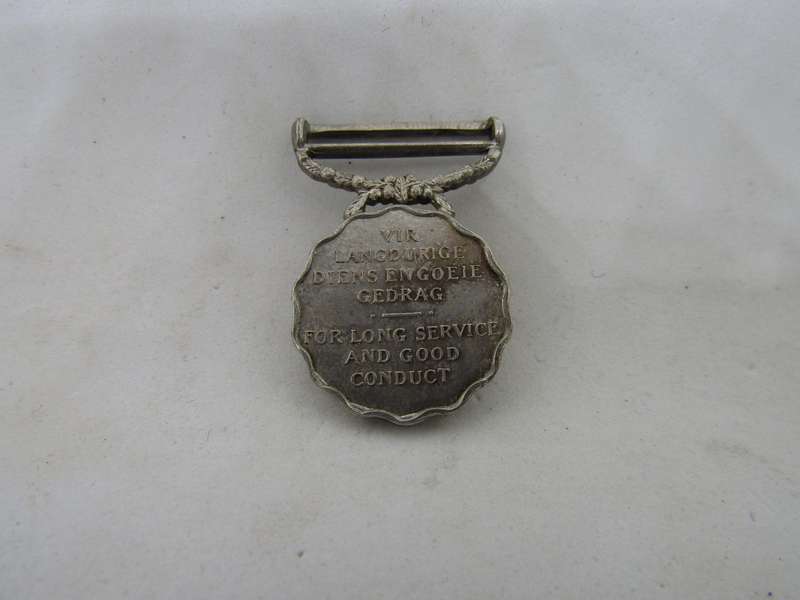 VIR
LANGDURIGE
DIENS EN GOEIE
GEDRAG
FOR LONG SERVICE
AND GOOD
CONDUCT